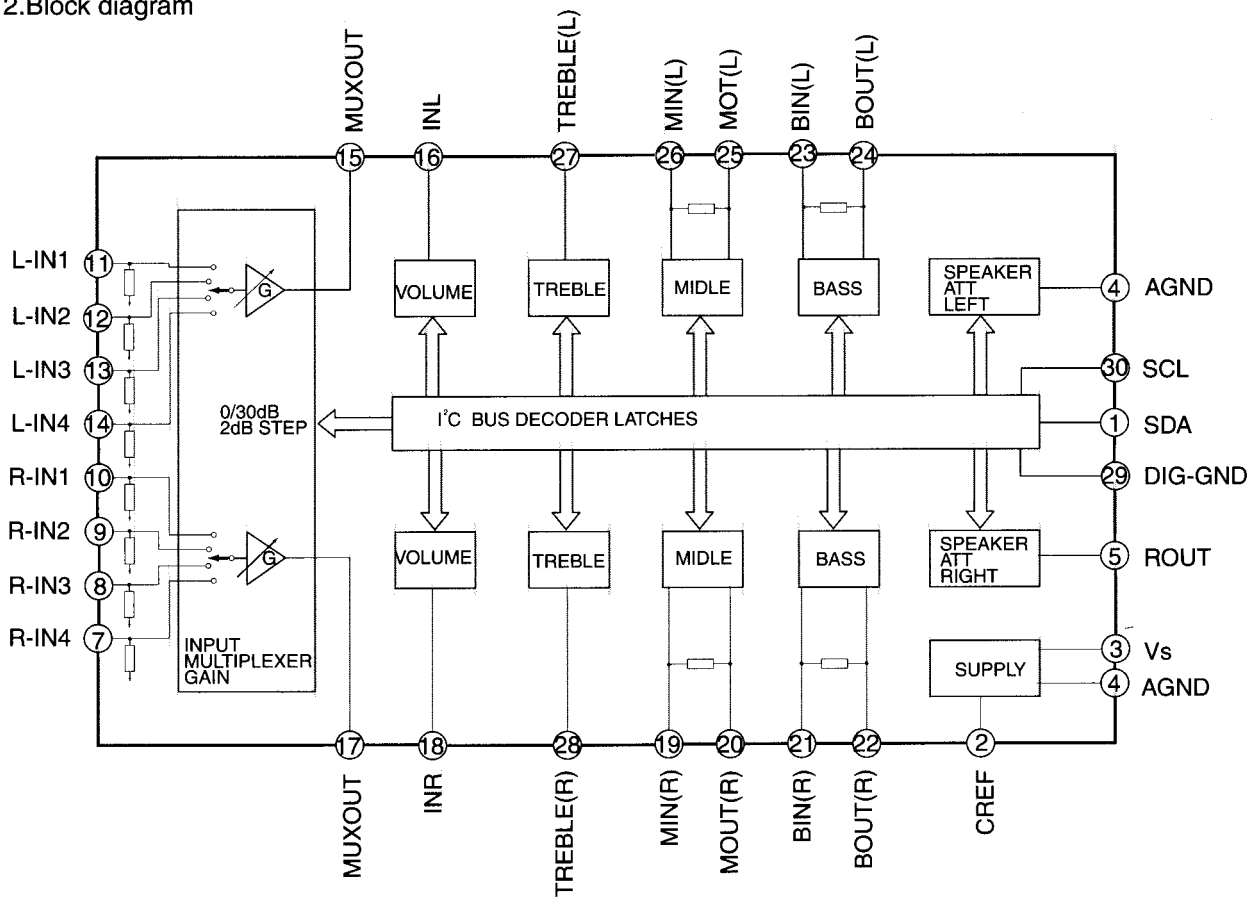 2.Block diagram
MUXOUT
INL
TREBLE(L)
MIN(L)
MOT(L)
BIN(L)
BOUT(L)
15
16
27
26
25
23
24
L-IN1
11
L-IN2
12
L-IN3
13
L-IN4
14
R-IN1
10
R-IN2
9
R-IN3
8
R-IN4
7
G
0/30dB
2dB STEP
G
INPUT
MULTIPLEXER
GAIN
VOLUME
TREBLE
MIDLE
BASS
SPEAKER
ATT
LEFT
4
AGND
30
SCL
I²C BUS DECODER LATCHES
1
SDA
29
DIG-GND
VOLUME
TREBLE
MIDLE
BASS
SPEAKER
ATT
RIGHT
5
ROUT
SUPPLY
3
Vs
4
AGND
17
18
28
19
20
21
22
2
MUXOUT
INR
TREBLE(R)
MIN(R)
MOUT(R)
BIN(R)
BOUT(R)
CREF